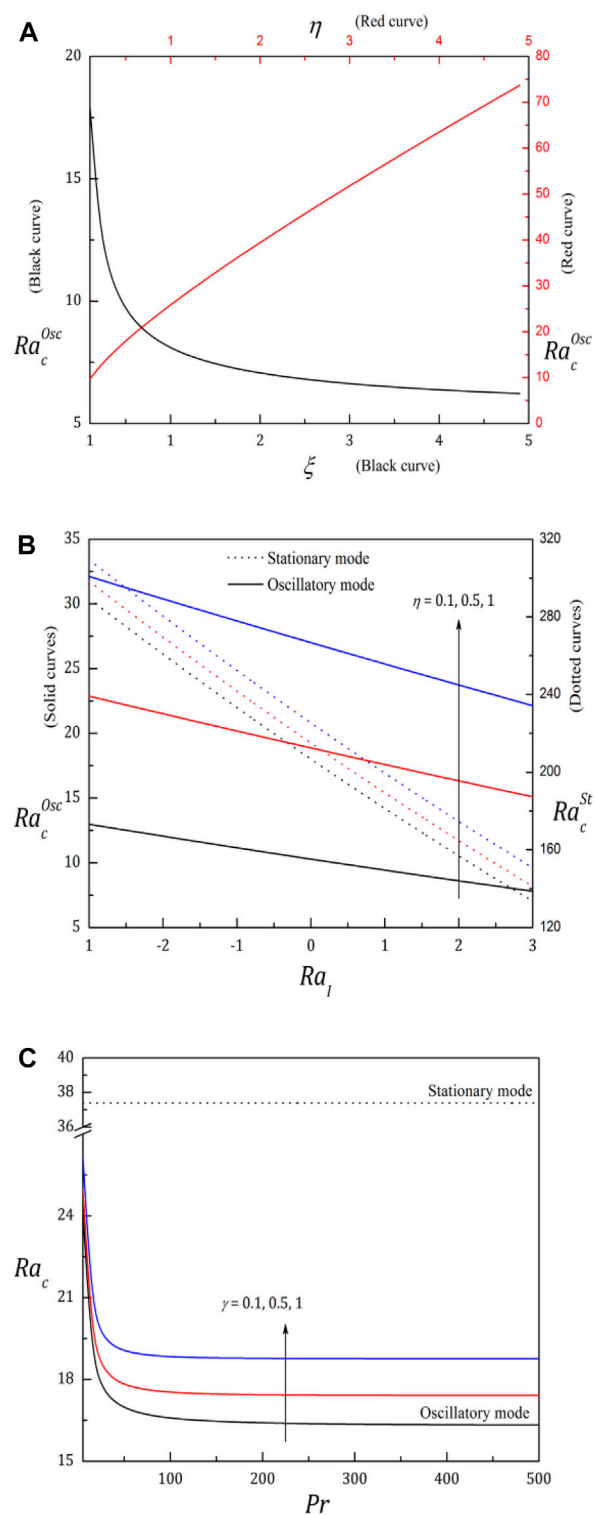 A
η (Red curve)
1 2 3 4 5
20 80
70
15 60
50
(Black curve) (Red curve)
40
10 30
Ra_c^Osc 20 Ra_c^Osc
10
5 0
1 1 2 3 4 5
ξ (Black curve)
B
35 320
Stationary mode
Oscillatory mode
30 280
η = 0.1, 0.5, 1
(Solid curves) (Dotted curves)
25 240
20 200
15
Ra_c^Osc Ra_c^St
160
10
5 120
1 -2 -1 0 1 2 3
Ra_I
C
40
38
Stationary mode
36
24
Ra_c
21
γ = 0.1, 0.5, 1
18
Oscillatory mode
15
100 200 300 400 500
Pr